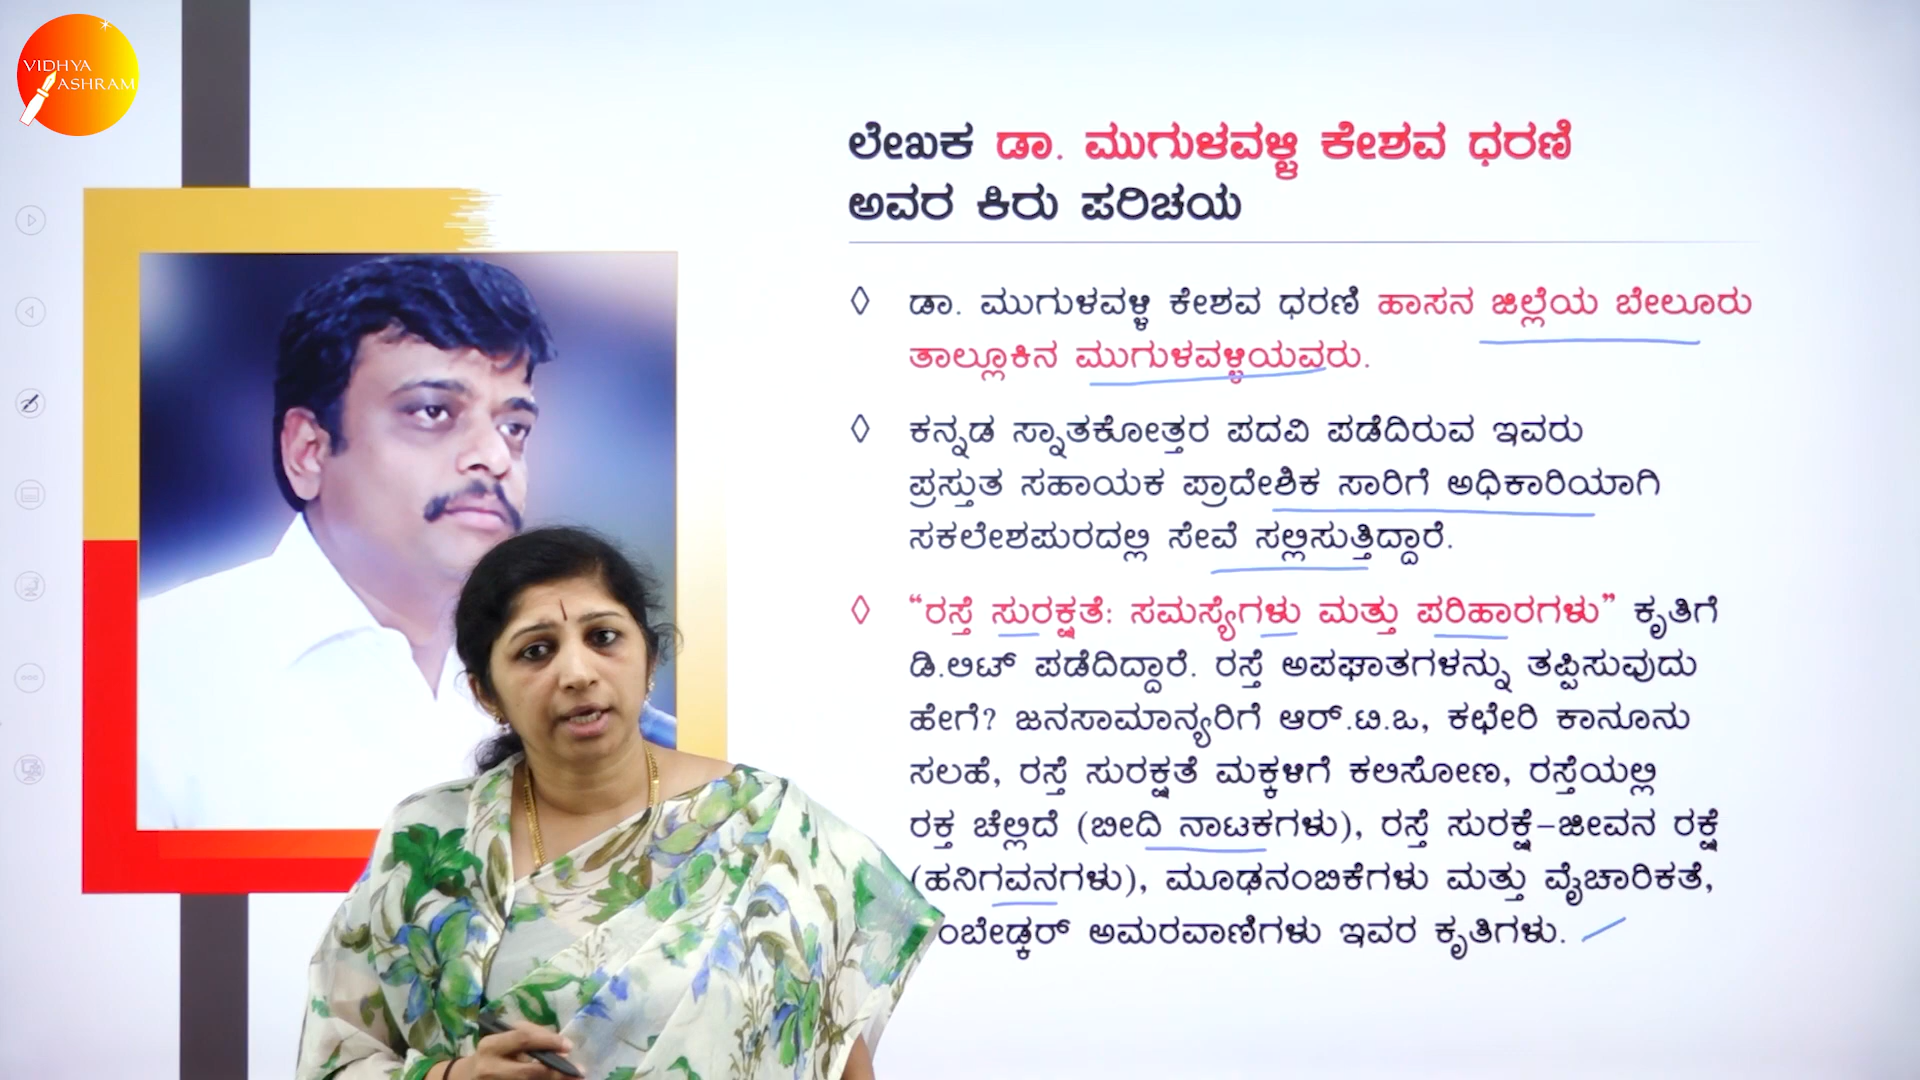 VIDHYA
ASHRAM
ಲೇಖಕ ಡಾ. ಮುಗುಳವಳ್ಳಿ ಕೇಶವ ಧರಣಿ
ಅವರ ಕಿರು ಪರಿಚಯ
ಡಾ. ಮುಗುಳವಳ್ಳಿ ಕೇಶವ ಧರಣಿ ಹಾಸನ ಜಿಲ್ಲೆಯ ಬೇಲೂರು
ತಾಲ್ಲೂಕಿನ ಮುಗುಳವಳ್ಳಿಯವರು.
ಕನ್ನಡ ಸ್ನಾತಕೋತ್ತರ ಪದವಿ ಪಡೆದಿರುವ ಇವರು
ಪ್ರಸ್ತುತ ಸಹಾಯಕ ಪ್ರಾದೇಶಿಕ ಸಾರಿಗೆ ಅಧಿಕಾರಿಯಾಗಿ
ಸಕಲೇಶಪುರದಲ್ಲಿ ಸೇವೆ ಸಲ್ಲಿಸುತ್ತಿದ್ದಾರೆ.
“ರಸ್ತೆ ಸುರಕ್ಷತೆ: ಸಮಸ್ಯೆಗಳು ಮತ್ತು ಪರಿಹಾರಗಳು” ಕೃತಿಗೆ
ಡಿ.ಲಿಟ್ ಪಡೆದಿದ್ದಾರೆ. ರಸ್ತೆ ಅಪಘಾತಗಳನ್ನು ತಪ್ಪಿಸುವುದು
ಹೇಗೆ? ಜನಸಾಮಾನ್ಯರಿಗೆ ಆರ್.ಟಿ.ಒ, ಕಛೇರಿ ಕಾನೂನು
ಸಲಹೆ, ರಸ್ತೆ ಸುರಕ್ಷತೆ ಮಕ್ಕಳಿಗೆ ಕಲಿಸೋಣ, ರಸ್ತೆಯಲ್ಲಿ
ರಕ್ತ ಚೆಲ್ಲಿದೆ (ಬೀದಿ ನಾಟಕಗಳು), ರಸ್ತೆ ಸುರಕ್ಷೆ–ಜೀವನ ರಕ್ಷೆ
(ಹನಿಗವನಗಳು), ಮೂಢನಂಬಿಕೆಗಳು ಮತ್ತು ವೈಚಾರಿಕತೆ,
ಅಮರವಾಣಿಗಳು ಇವರ ಕೃತಿಗಳು.